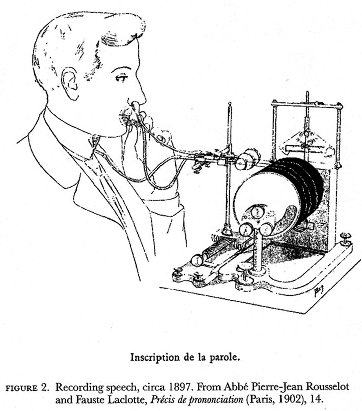 Inscription de la parole.
FIGURE 2. Recording speech, circa 1897. From Abbé Pierre-Jean Rousselot
and Fauste Laclotte, Précis de prononciation (Paris, 1902), 14.